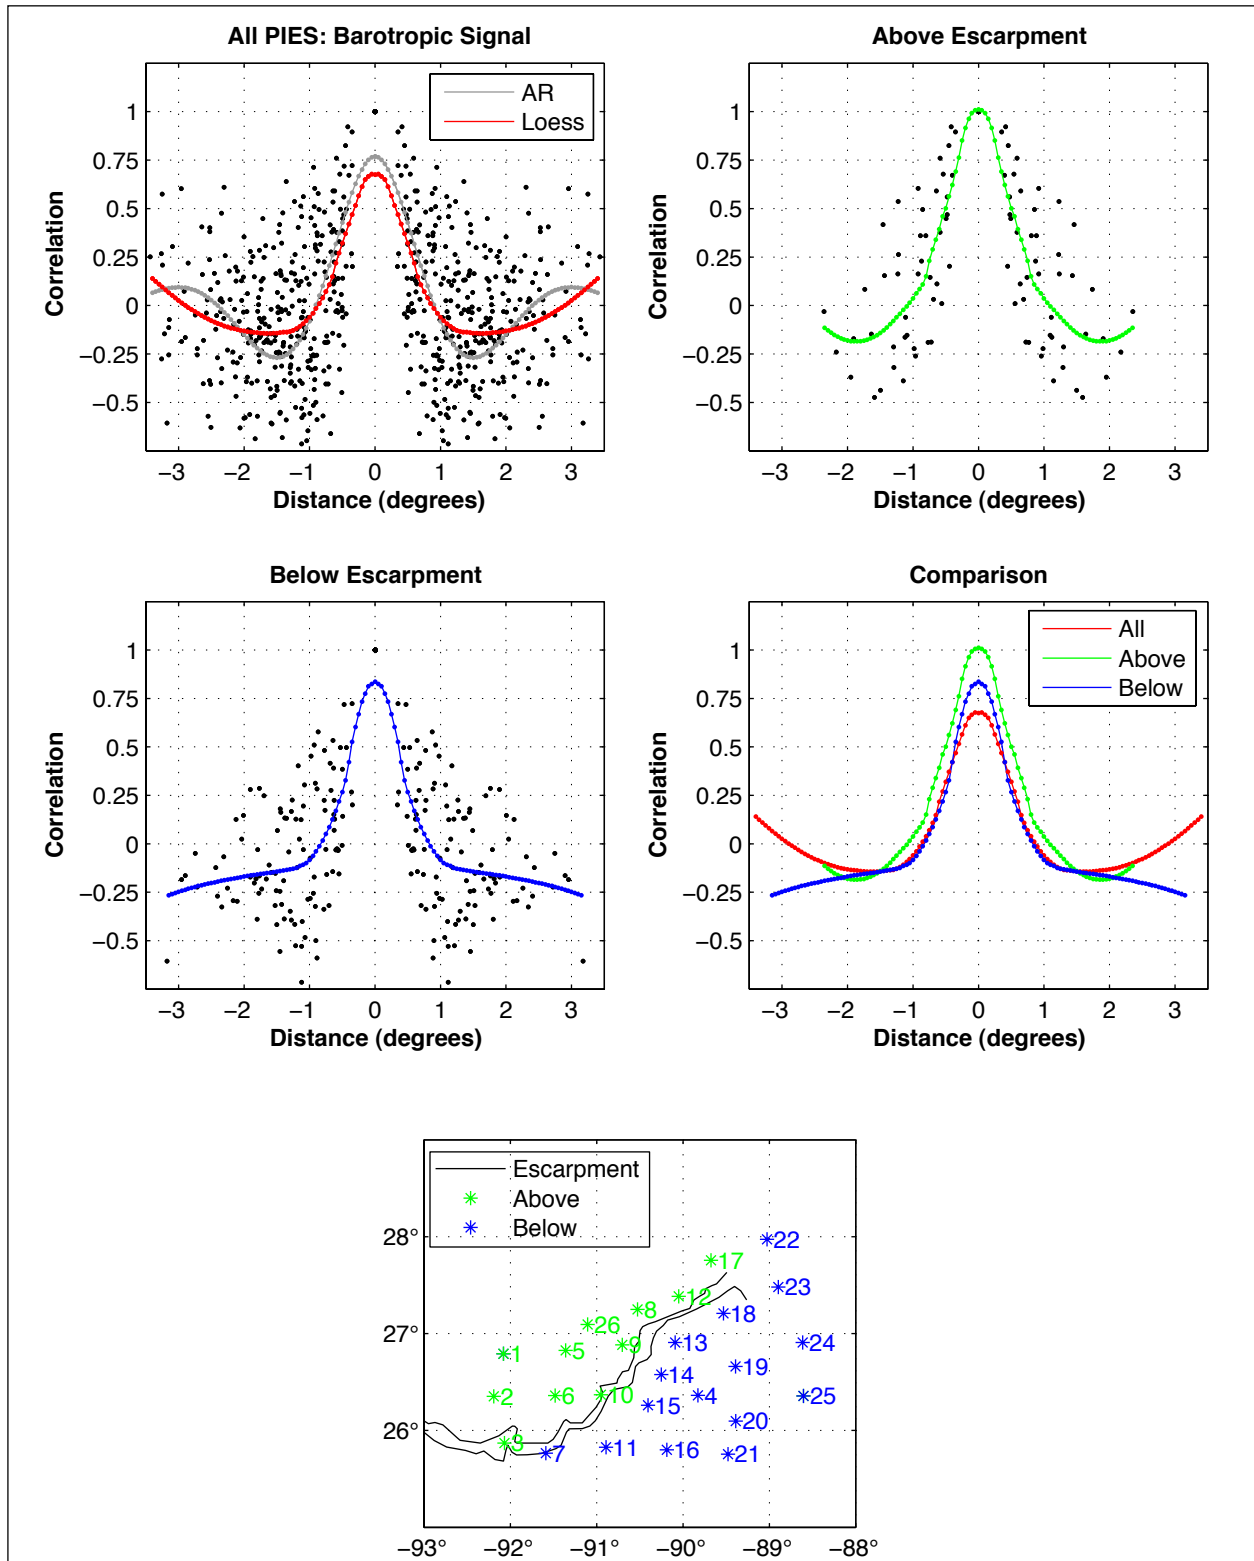 All PIES: Barotropic Signal
AR
Loess
1
0.75
0.5
0.25
0
−0.25
−0.5
Correlation
−3 −2 −1 0 1 2 3
Distance (degrees)
Above Escarpment
1
0.75
0.5
0.25
0
−0.25
−0.5
Correlation
−3 −2 −1 0 1 2 3
Distance (degrees)
Below Escarpment
1
0.75
0.5
0.25
0
−0.25
−0.5
Correlation
−3 −2 −1 0 1 2 3
Distance (degrees)
Comparison
All
Above
Below
1
0.75
0.5
0.25
0
−0.25
−0.5
Correlation
−3 −2 −1 0 1 2 3
Distance (degrees)
Escarpment
Above
Below
28°
27°
26°
22
17
23
12
8
18
26
13
24
9
5
1
19
14
2
6
10
4
25
15
20
3
7
11
16
21
−93° −92° −91° −90° −89° −88°